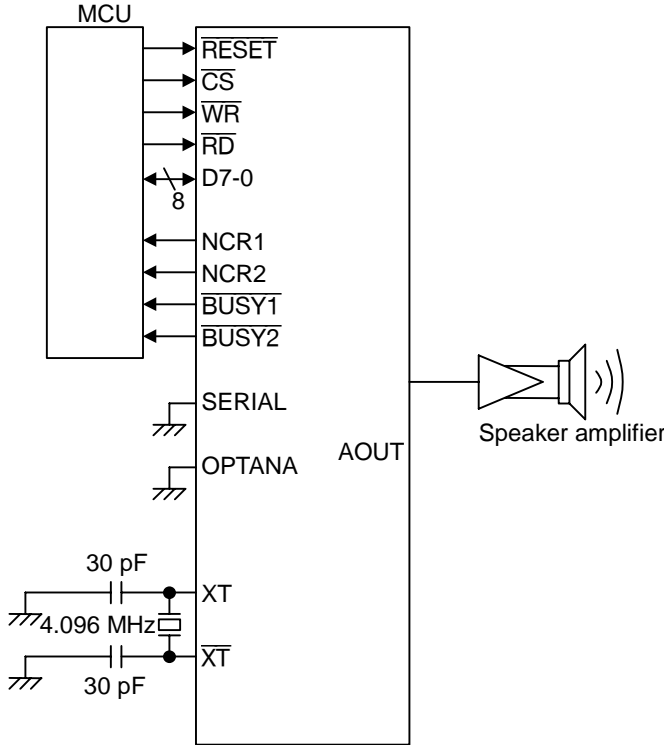 MCU
RESET
CS
WR
RD
D7-0
8
NCR1
NCR2
BUSY1
BUSY2
SERIAL
AOUT
OPTANA
Speaker amplifier
30 pF
XT
4.096 MHz
XT
30 pF